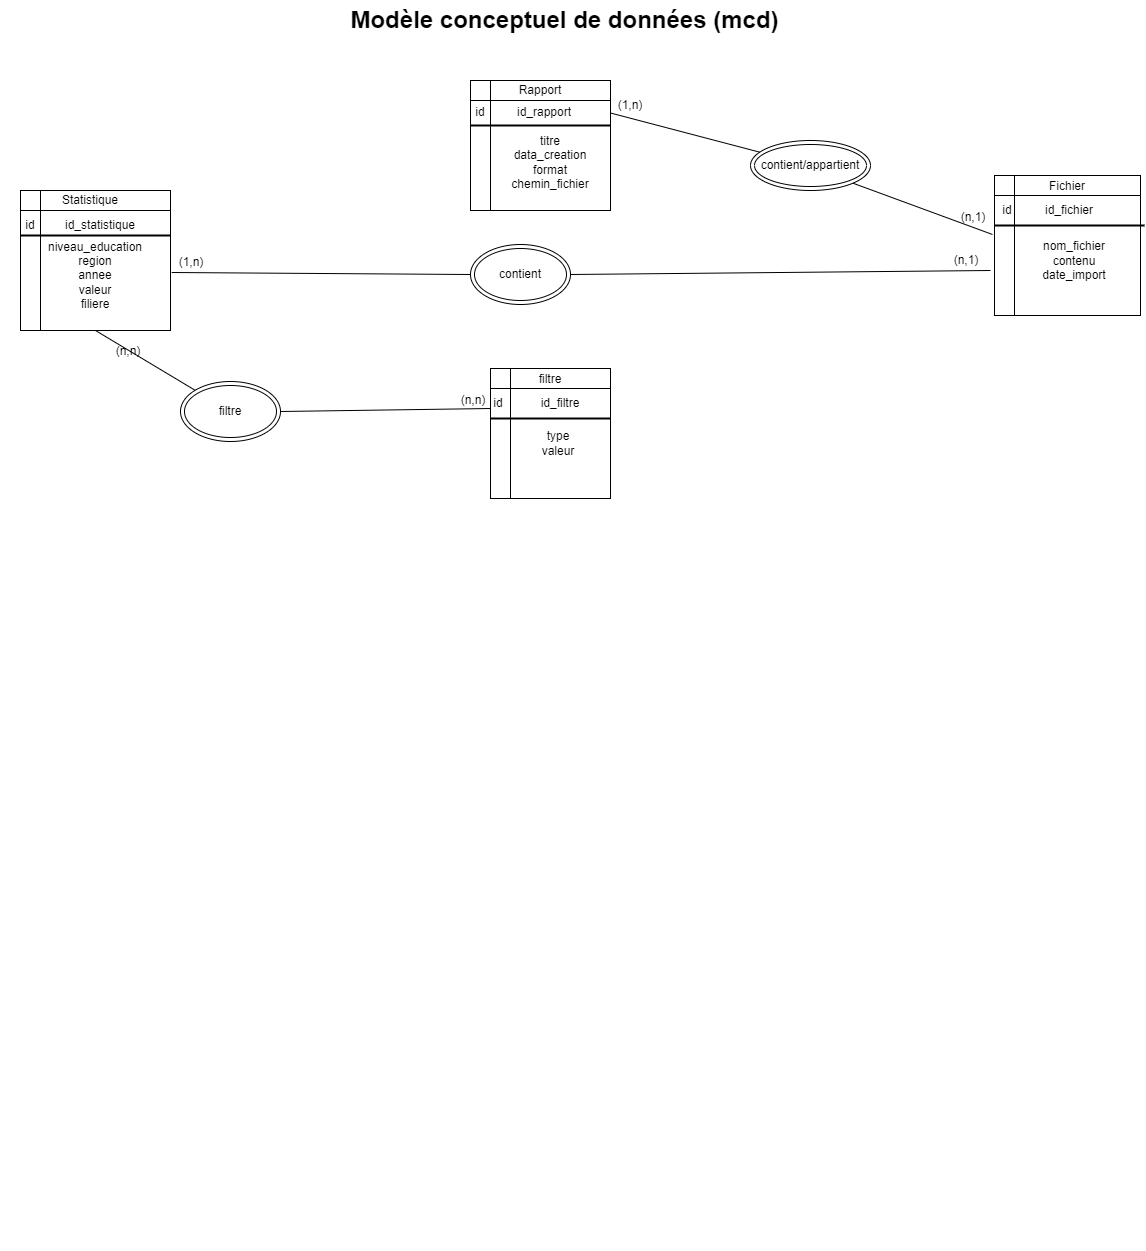 Modèle conceptuel de données (mcd)
Rapport
id id_rapport
titre
data_creation
format
chemin_fichier
(1,n)
contient/appartient
Fichier
id id_fichier
nom_fichier
contenu
date_import
(n,1)
Statistique
id id_statistique
niveau_education
region
annee
valeur
filiere
(1,n)
contient
(n,1)
(n,n)
filtre
(n,n)
filtre
id id_filtre
type
valeur